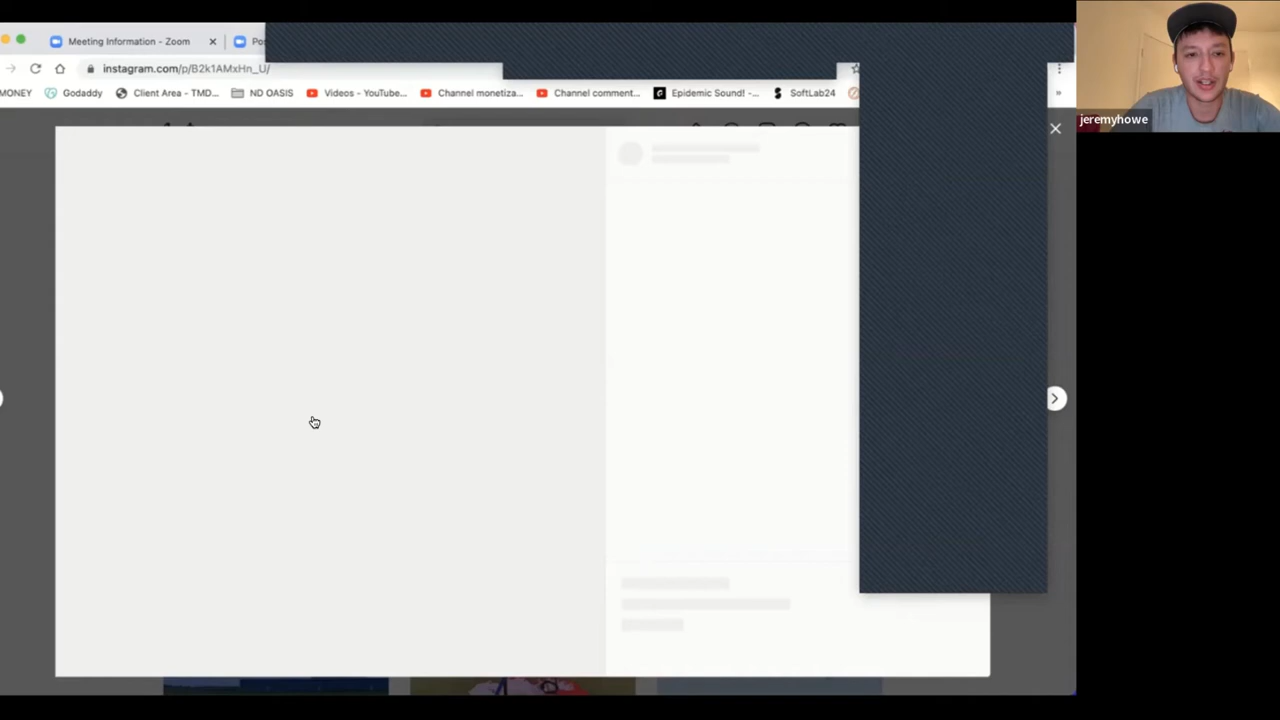 Meeting Information - Zoom
Po
instagram.com/p/B2k1AMxHn_U/
MONEY
Godaddy
Client Area - TMD...
ND OASIS
Videos - YouTube...
Channel monetiza...
Channel comment...
Epidemic Sound! -...
SoftLab24
»
jeremyhowe